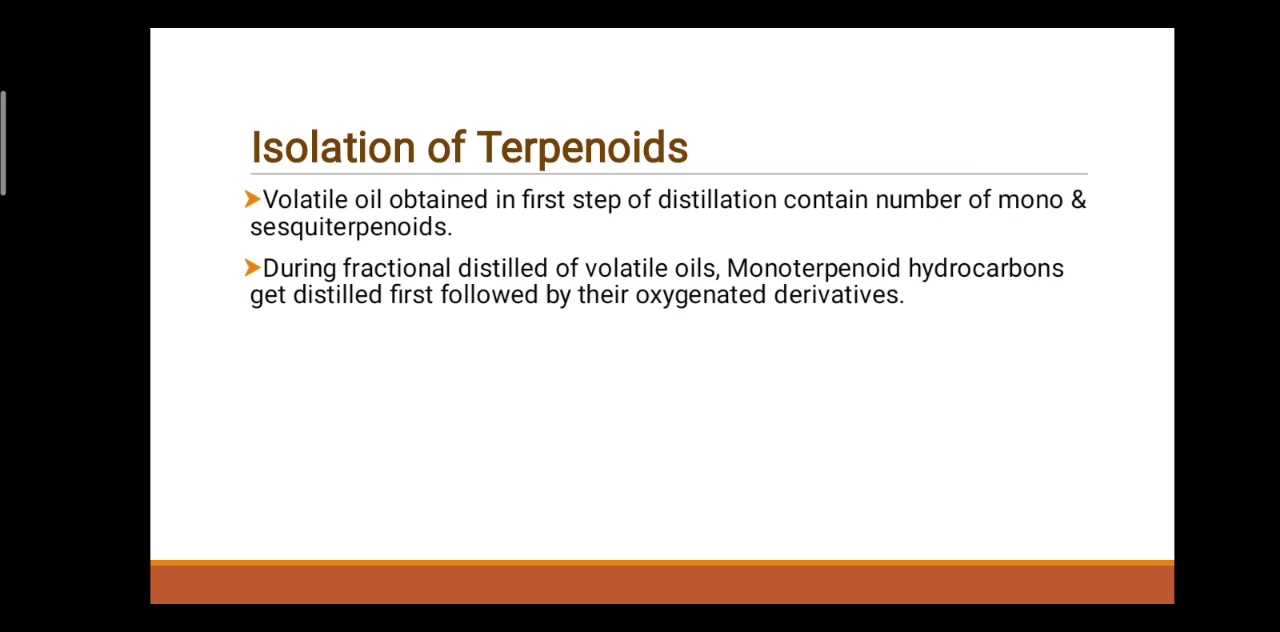 Isolation of Terpenoids
➤Volatile oil obtained in first step of distillation contain number of mono &
sesquiterpenoids.
➤During fractional distilled of volatile oils, Monoterpenoid hydrocarbons
get distilled first followed by their oxygenated derivatives.